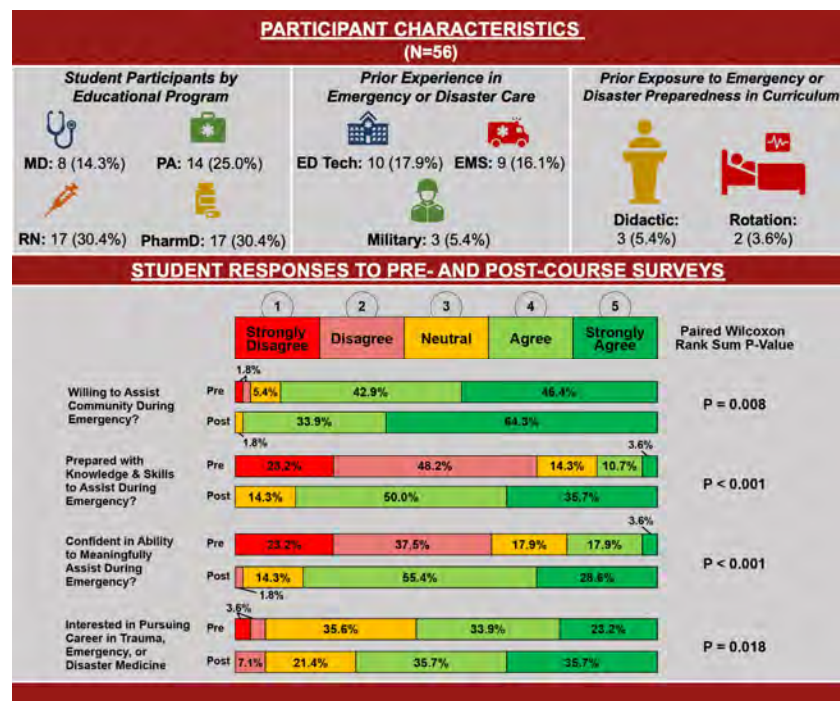 PARTICIPANT CHARACTERISTICS
(N=56)
Student Participants by
Educational Program
MD: 8 (14.3%) PA: 14 (25.0%)
RN: 17 (30.4%) PharmD: 17 (30.4%)
Prior Experience in
Emergency or Disaster Care
ED Tech: 10 (17.9%) EMS: 9 (16.1%)
Military: 3 (5.4%)
Prior Exposure to Emergency or
Disaster Preparedness in Curriculum
Didactic: Rotation:
3 (5.4%) 2 (3.6%)
STUDENT RESPONSES TO PRE- AND POST-COURSE SURVEYS
1 2 3 4 5
Strongly Disagree Disagree Neutral Agree Strongly Agree
Paired Wilcoxon
Rank Sum P-Value
Willing to Assist
Community During
Emergency?
1.8%
Pre 5.4% 42.9% 46.4%
Post 33.9% 64.3%
1.8%
P = 0.008
Prepared with
Knowledge & Skills
to Assist During
Emergency?
3.6%
Pre 23.2% 48.2% 14.3% 10.7%
Post 14.3% 50.0% 35.7%
P < 0.001
Confident in Ability
to Meaningfully
Assist During
Emergency?
3.6%
Pre 23.2% 37.5% 17.9% 17.9%
Post 14.3% 55.4% 28.6%
1.8%
P < 0.001
Interested in Pursuing
Career in Trauma,
Emergency, or
Disaster Medicine
3.6%
Pre 35.6% 33.9% 23.2%
Post 7.1% 21.4% 35.7% 35.7%
P = 0.018